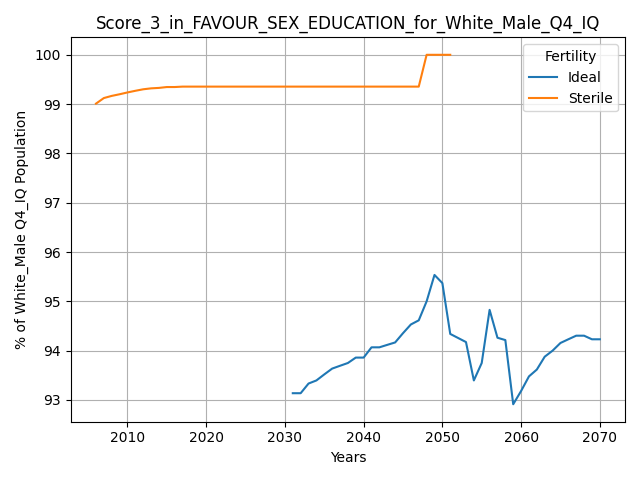 Score_3_in_FAVOUR_SEX_EDUCATION_for_White_Male_Q4_IQ
Fertility
Ideal
Sterile
% of White_Male Q4_IQ Population
100
99
98
97
96
95
94
93
2010
2020
2030
2040
2050
2060
2070
Years